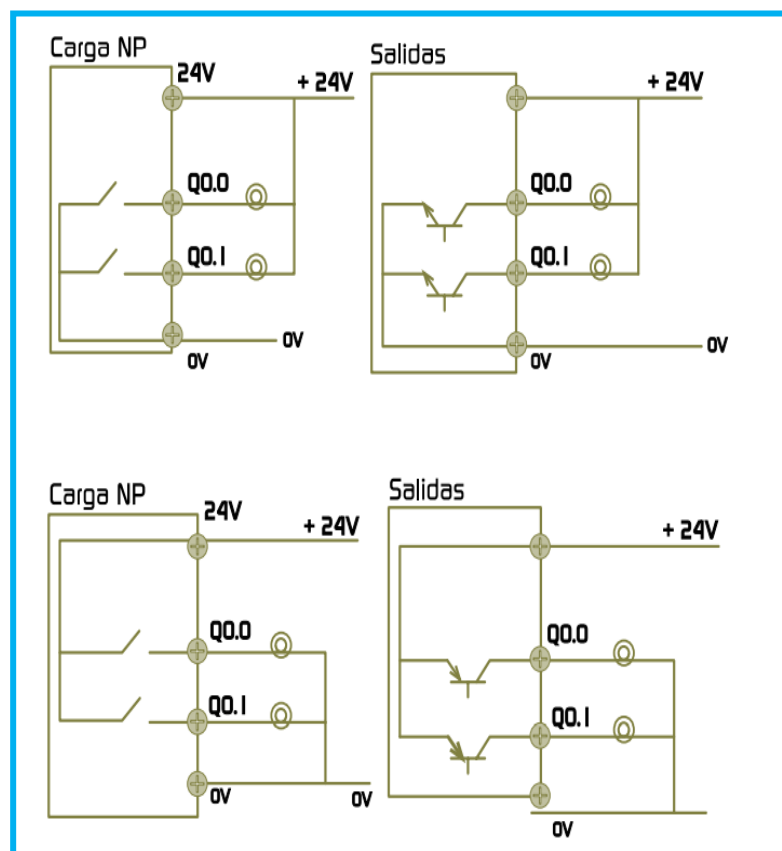 Carga NP
24V
+ 24V
Q0.0
Q0.1
0V
0V
Salidas
+ 24V
Q0.0
Q0.1
0V
0V
Carga NP
24V
+ 24V
Q0.0
Q0.1
0V
0V
Salidas
+ 24V
Q0.0
Q0.1
0V